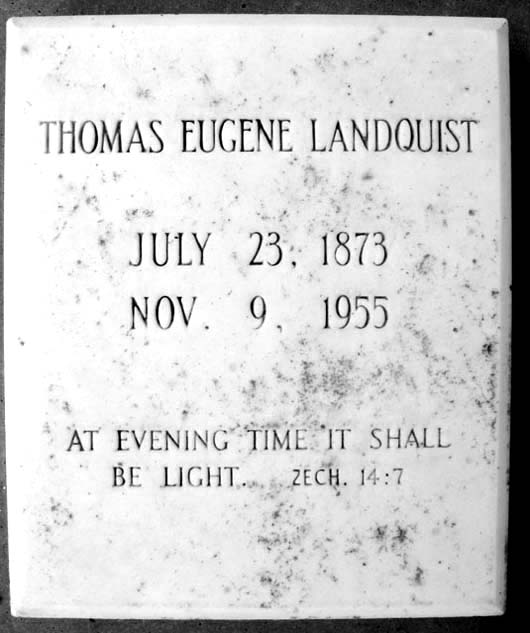 THOMAS EUGENE LANDQUIST
JULY 23, 1873
NOV. 9, 1955
AT EVENING TIME IT SHALL
BE LIGHT. ZECH. 14:7